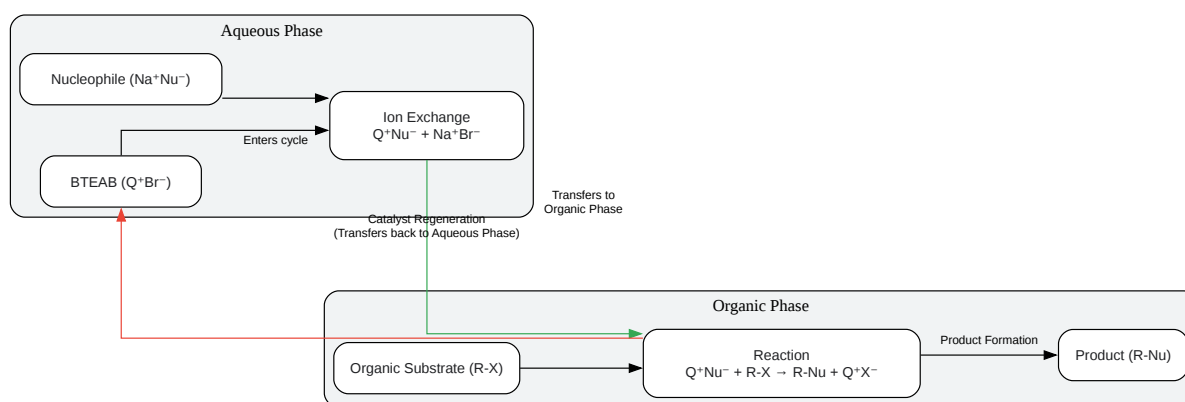 Aqueous Phase
Nucleophile (Na⁺Nu⁻)
Ion Exchange
Q⁺Nu⁻ + Na⁺Br⁻
Enters cycle
BTEAB (Q⁺Br⁻)
Transfers to
Organic Phase
Catalyst Regeneration
(Transfers back to Aqueous Phase)
Organic Phase
Organic Substrate (R-X)
Reaction
Q⁺Nu⁻ + R-X → R-Nu + Q⁺X⁻
Product Formation
Product (R-Nu)